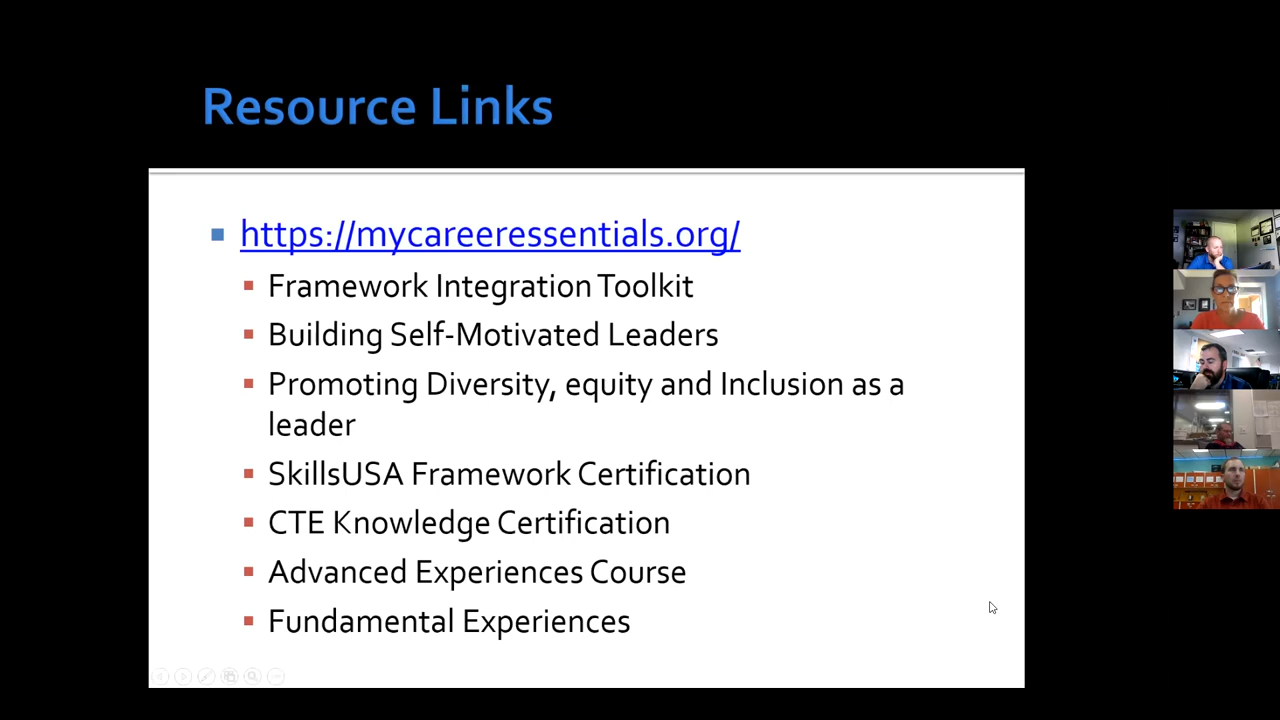 Resource Links
https://mycareeressentials.org/
Framework Integration Toolkit
Building Self-Motivated Leaders
Promoting Diversity, equity and Inclusion as a
leader
SkillsUSA Framework Certification
CTE Knowledge Certification
Advanced Experiences Course
Fundamental Experiences